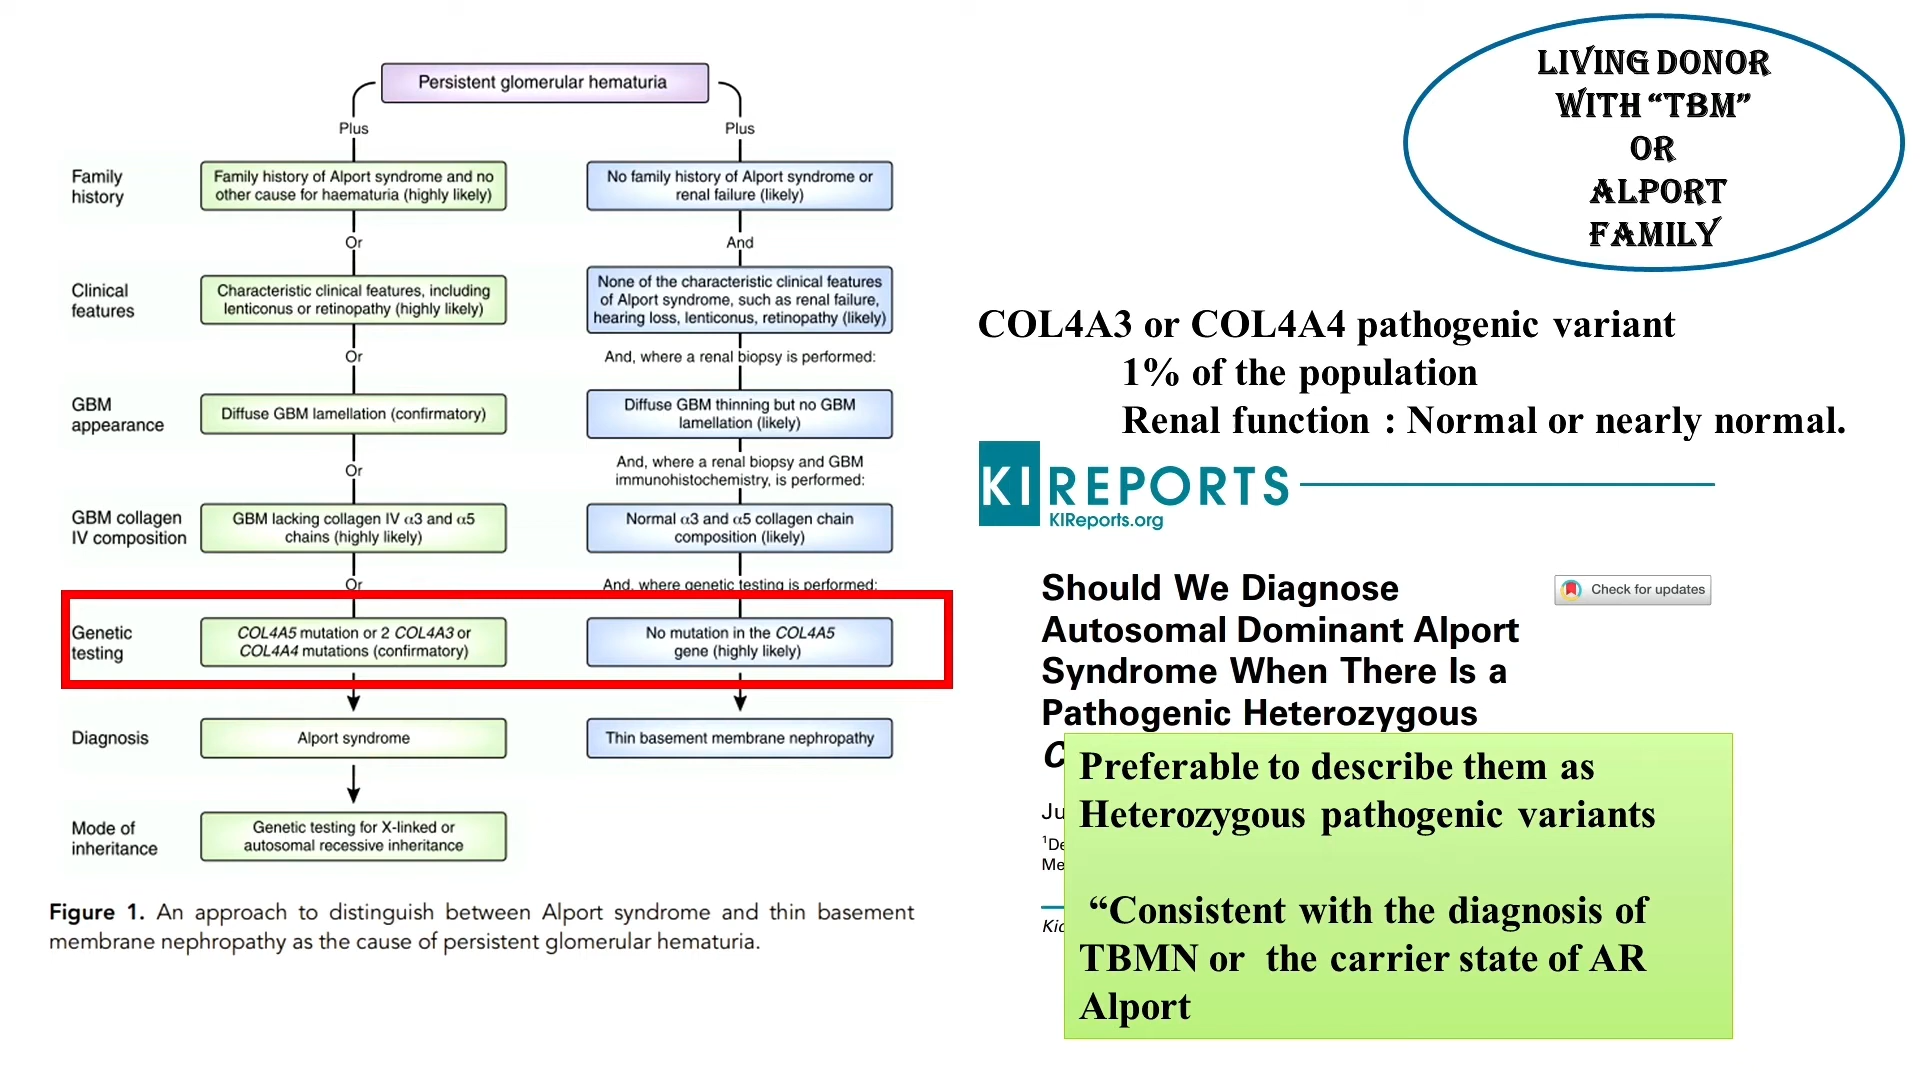 Persistent glomerular hematuria
Plus
Plus
Family
history
Family history of Alport syndrome and no
other cause for haematuria (highly likely)
No family history of Alport syndrome or
renal failure (likely)
Or
And
Clinical
features
Characteristic clinical features, including
lenticonus or retinopathy (highly likely)
None of the characteristic clinical features
of Alport syndrome, such as renal failure,
hearing loss, lenticonus, retinopathy (likely)
Or
And, where a renal biopsy is performed:
GBM
appearance
Diffuse GBM lamellation (confirmatory)
Diffuse GBM thinning but no GBM
lamellation (likely)
Or
And, where a renal biopsy and GBM
immunohistochemistry, is performed:
GBM collagen
IV composition
GBM lacking collagen IV α3 and α5
chains (highly likely)
Normal α3 and α5 collagen chain
composition (likely)
Or
And, where genetic testing is performed:
Genetic
testing
COL4A5 mutation or 2 COL4A3 or
COL4A4 mutations (confirmatory)
No mutation in the COL4A5
gene (highly likely)
Diagnosis
Alport syndrome
Thin basement membrane nephropathy
Mode of
inheritance
Genetic testing for X-linked or
autosomal recessive inheritance
Figure 1. An approach to distinguish between Alport syndrome and thin basement
membrane nephropathy as the cause of persistent glomerular hematuria.
LIVING DONOR
WITH “TBM”
OR
ALPORT
FAMILY
COL4A3 or COL4A4 pathogenic variant
1% of the population
Renal function : Normal or nearly normal.
KI REPORTS
KIReports.org
Should We Diagnose
Autosomal Dominant Alport
Syndrome When There Is a
Pathogenic Heterozygous
Check for updates
C
Ju
1De
Me
Kid
Preferable to describe them as
Heterozygous pathogenic variants
“Consistent with the diagnosis of
TBMN or the carrier state of AR
Alport